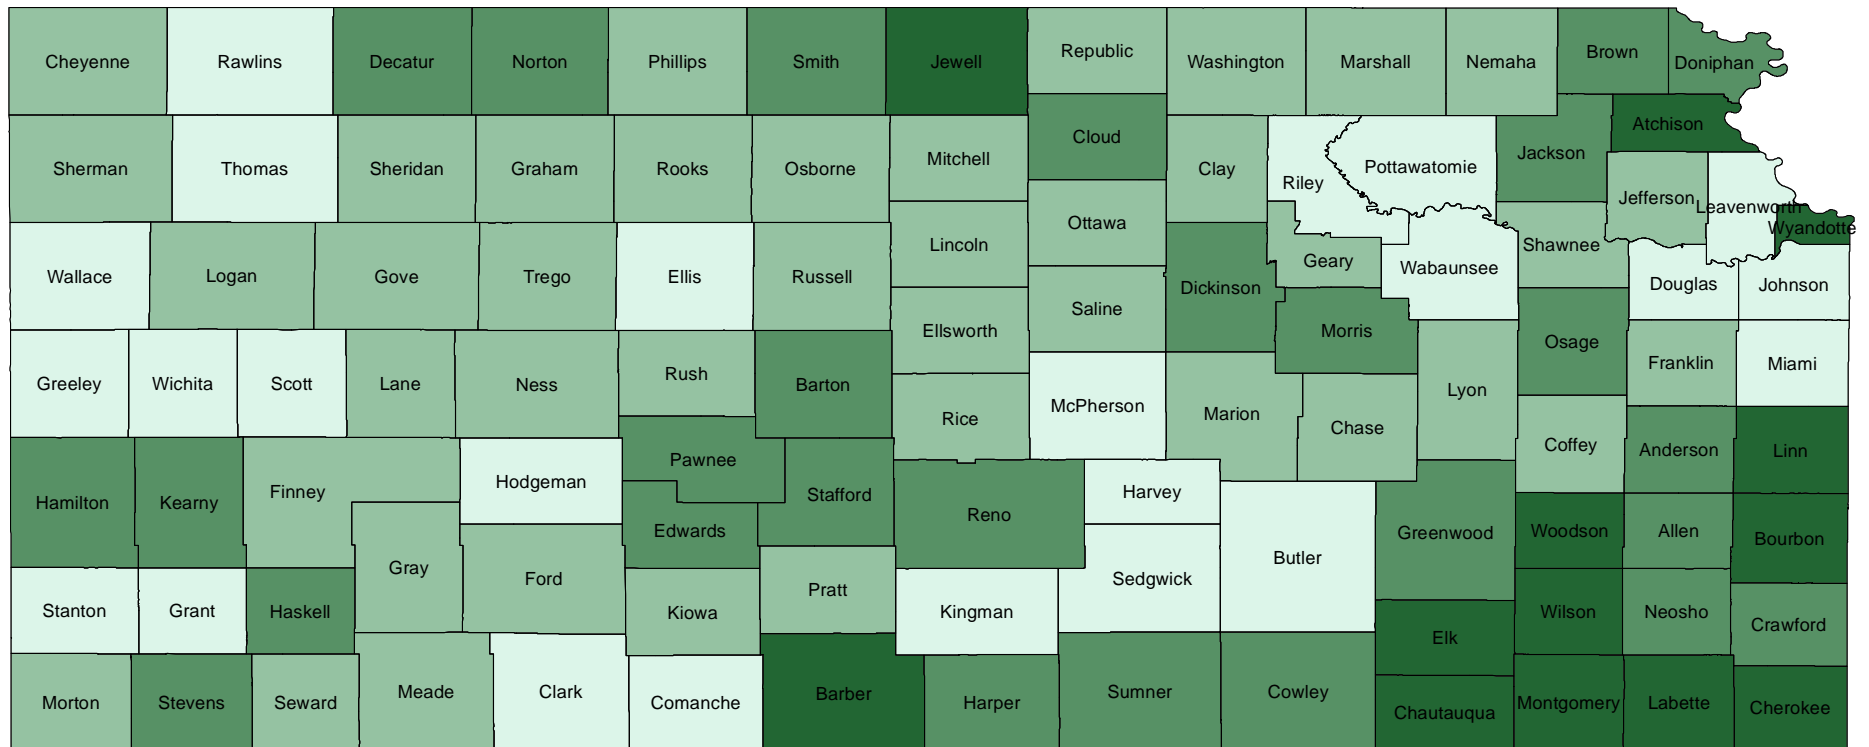 Cheyenne
Rawlins
Decatur
Norton
Phillips
Smith
Jewell
Republic
Washington
Marshall
Nemaha
Brown
Doniphan
Sherman
Thomas
Sheridan
Graham
Rooks
Osborne
Mitchell
Cloud
Clay
Riley
Pottawatomie
Jackson
Atchison
Jefferson
Leavenworth
Wyandotte
Wallace
Logan
Gove
Trego
Ellis
Russell
Lincoln
Ottawa
Dickinson
Geary
Wabaunsee
Shawnee
Douglas
Johnson
Greeley
Wichita
Scott
Lane
Ness
Rush
Barton
Ellsworth
Saline
Morris
Osage
Franklin
Miami
Rice
McPherson
Marion
Chase
Lyon
Coffey
Anderson
Linn
Hamilton
Kearny
Finney
Hodgeman
Pawnee
Stafford
Edwards
Reno
Harvey
Butler
Greenwood
Woodson
Allen
Bourbon
Gray
Ford
Kiowa
Pratt
Kingman
Sedgwick
Elk
Wilson
Neosho
Crawford
Stanton
Grant
Haskell
Morton
Stevens
Seward
Meade
Clark
Comanche
Barber
Harper
Sumner
Cowley
Chautauqua
Montgomery
Labette
Cherokee